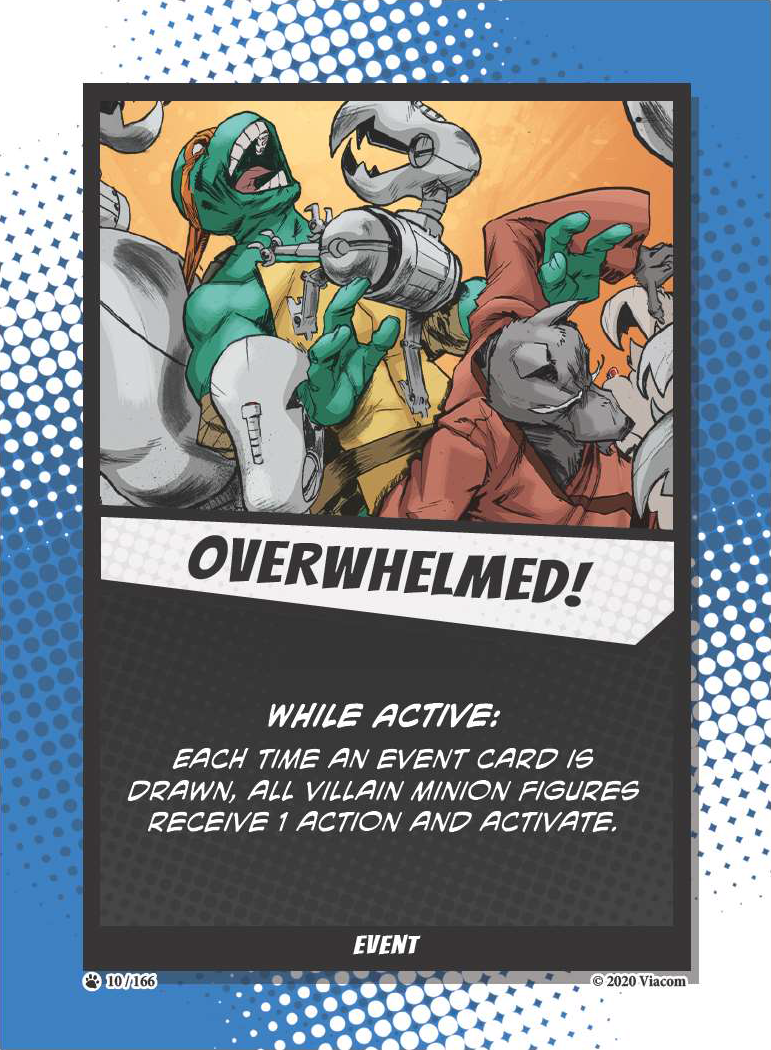 OVERWHELMED!
WHILE ACTIVE:
EACH TIME AN EVENT CARD IS
DRAWN, ALL VILLAIN MINION FIGURES
RECEIVE 1 ACTION AND ACTIVATE.
EVENT
10/166
© 2020 Viacom